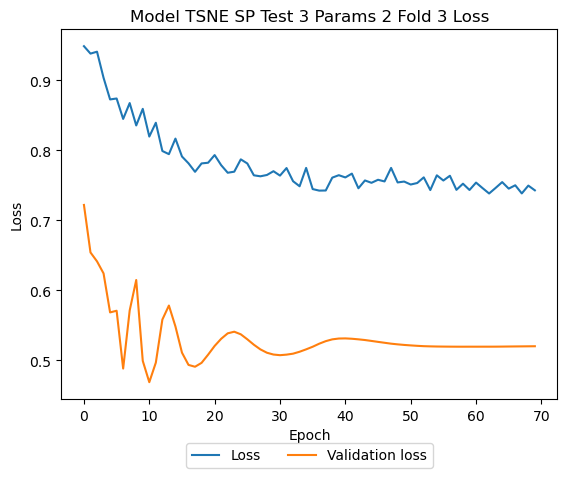 Model TSNE SP Test 3 Params 2 Fold 3 Loss
Loss
0.9
0.8
0.7
0.6
0.5
0 10 20 30 40 50 60 70
Epoch
Loss Validation loss